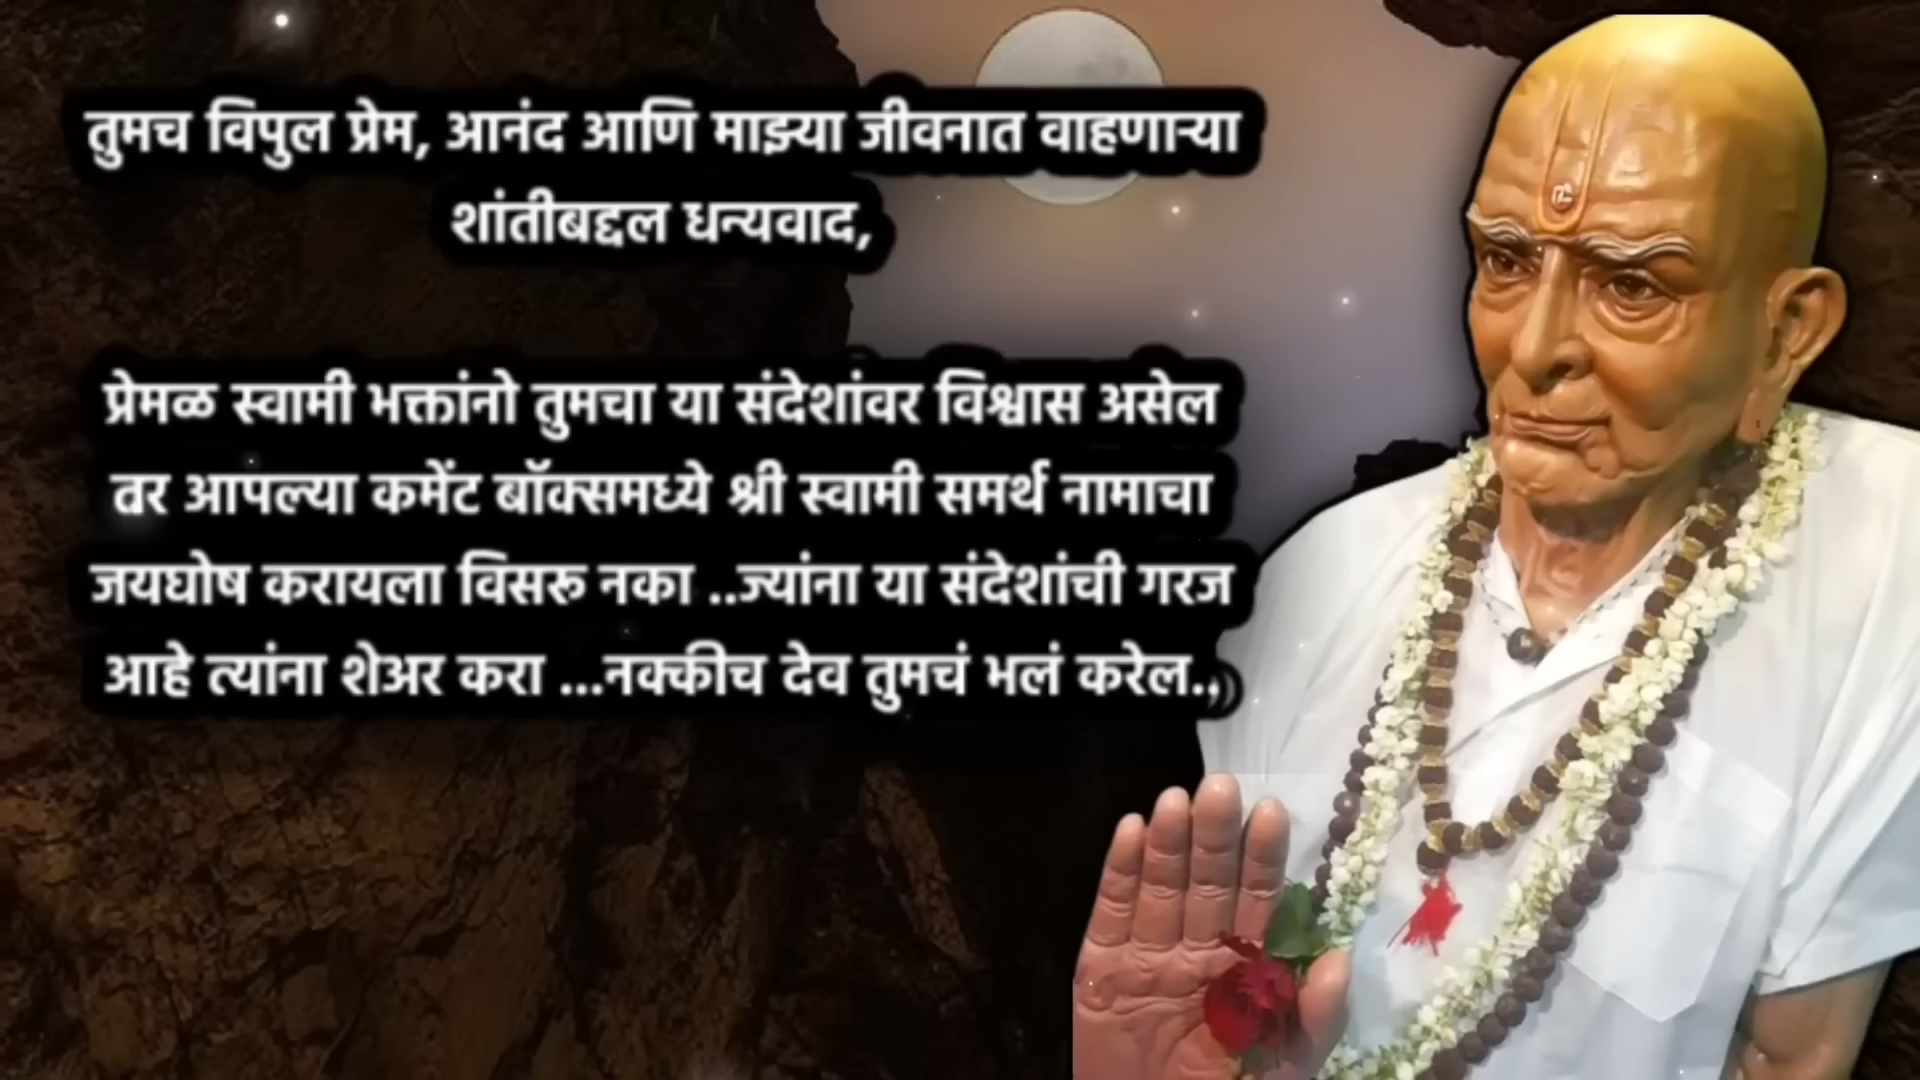 तुमच विपुल प्रेम, आनंद आणि माझ्या जीवनात वाहणाऱ्या
शांतीबद्दल धन्यवाद,
प्रेमळ स्वामी भक्तांनो तुमचा या संदेशांवर विश्वास असेल
तर आपल्या कमेंट बॉक्समध्ये श्री स्वामी समर्थ नामाचा
जयघोष करायला विसरू नका ..ज्यांना या संदेशांची गरज
आहे त्यांना शेअर करा ...नक्कीच देव तुमचं भलं करेल..